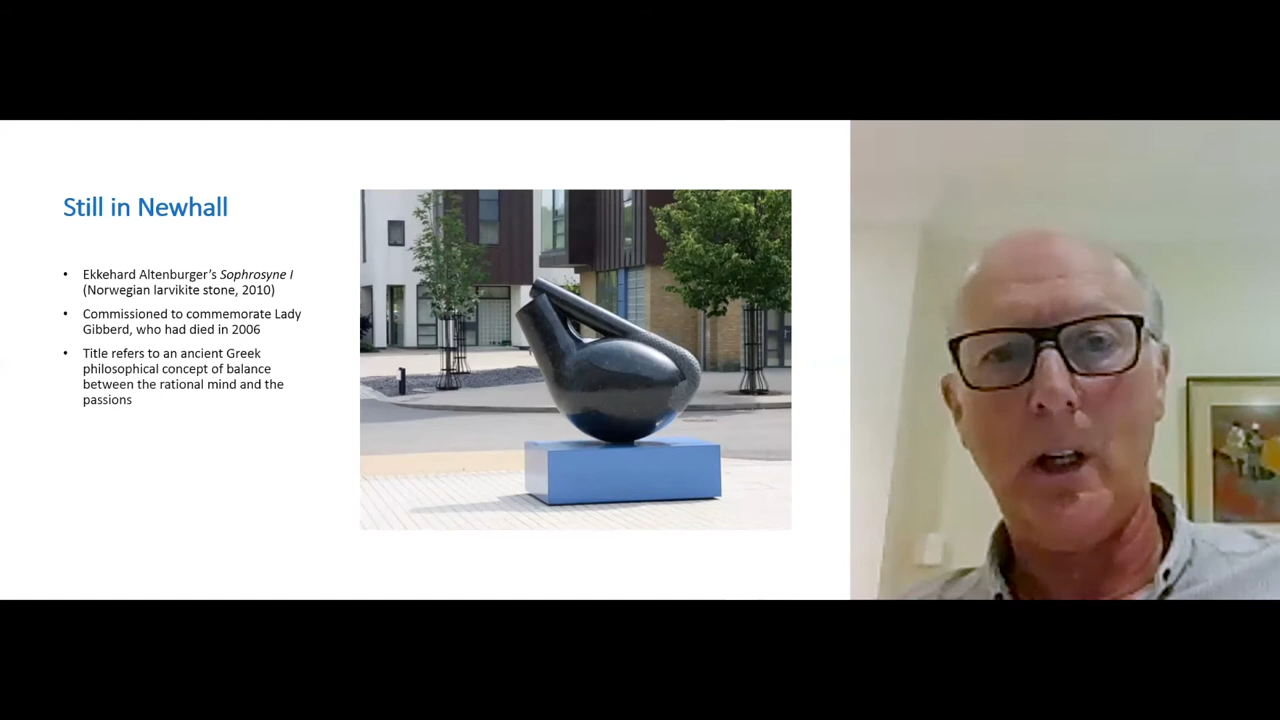 Still in Newhall
• Ekkehard Altenburger’s Sophrosyne I
(Norwegian larvikite stone, 2010)
• Commissioned to commemorate Lady
Gibberd, who had died in 2006
• Title refers to an ancient Greek
philosophical concept of balance
between the rational mind and the
passions